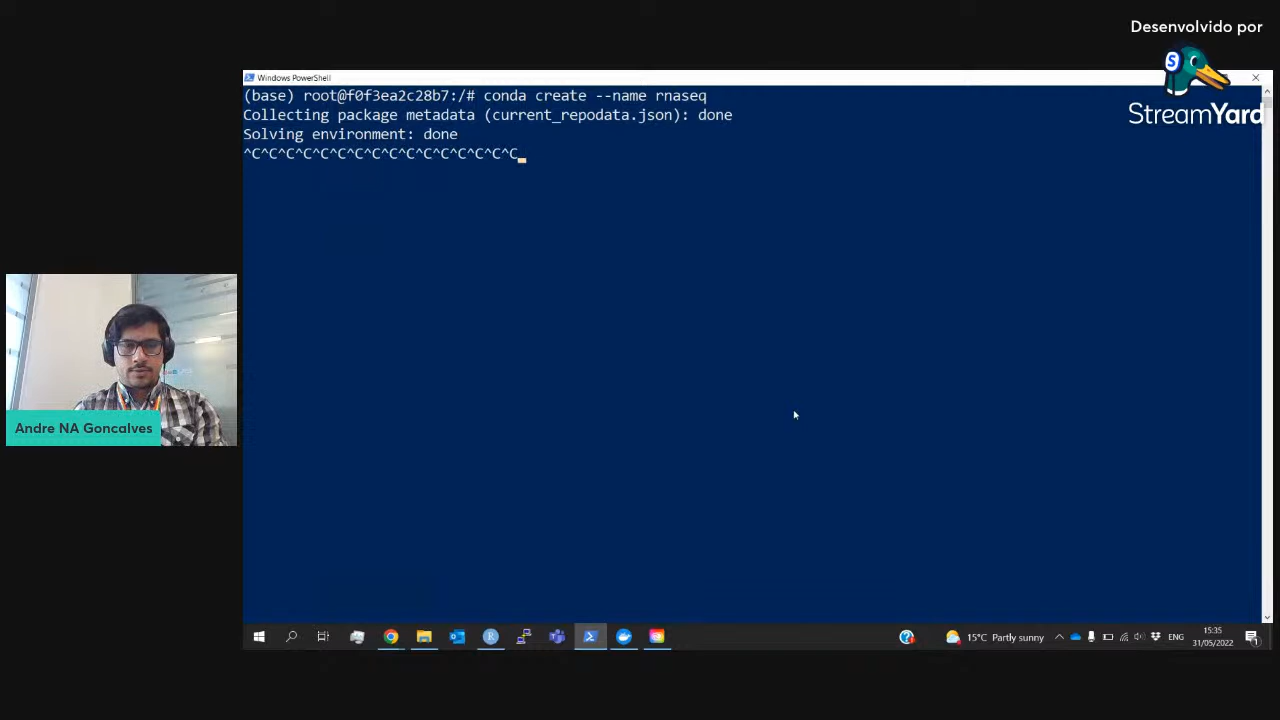 Desenvolvido por
StreamYard
Windows PowerShell
(base) root@f0f3ea2c28b7:/# conda create --name rnaseq
Collecting package metadata (current_repodata.json): done
Solving environment: done
^C^C^C^C^C^C^C^C^C^C^C^C^C^C^C^C
Andre NA Goncalves
15°C Partly sunny
ENG
15:35
31/05/2022